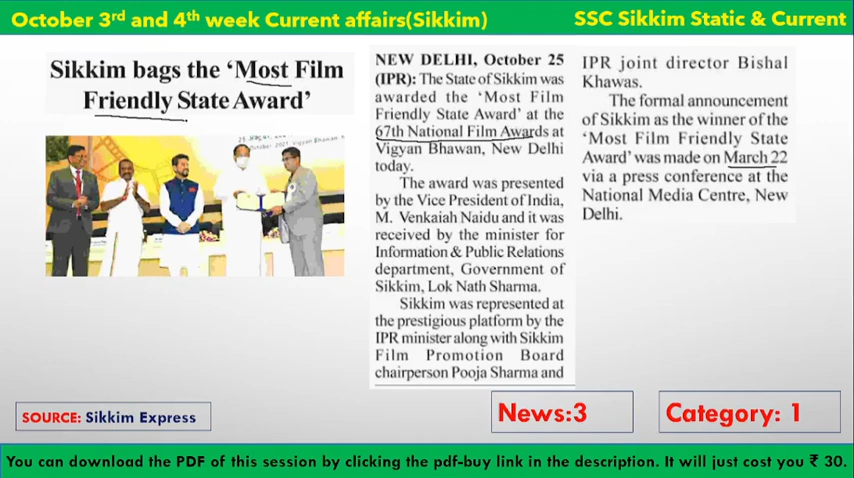 October 3rd and 4th week Current affairs(Sikkim)
SSC Sikkim Static & Current
Sikkim bags the ‘Most Film
Friendly State Award’
NEW DELHI, October 25
(IPR): The State of Sikkim was
awarded the ‘Most Film
Friendly State Award’ at the
67th National Film Awards at
Vigyan Bhawan, New Delhi
today.
The award was presented
by the Vice President of India,
M. Venkaiah Naidu and it was
received by the minister for
Information & Public Relations
department, Government of
Sikkim, Lok Nath Sharma.
Sikkim was represented at
the prestigious platform by the
IPR minister along with Sikkim
Film Promotion Board
chairperson Pooja Sharma and
IPR joint director Bishal
Khawas.
The formal announcement
of Sikkim as the winner of the
‘Most Film Friendly State
Award’ was made on March 22
via a press conference at the
National Media Centre, New
Delhi.
October, 2021, Vigyan Bhawan,
SOURCE: Sikkim Express
News:3
Category: 1
You can download the PDF of this session by clicking the pdf-buy link in the description. It will just cost you ₹ 30.